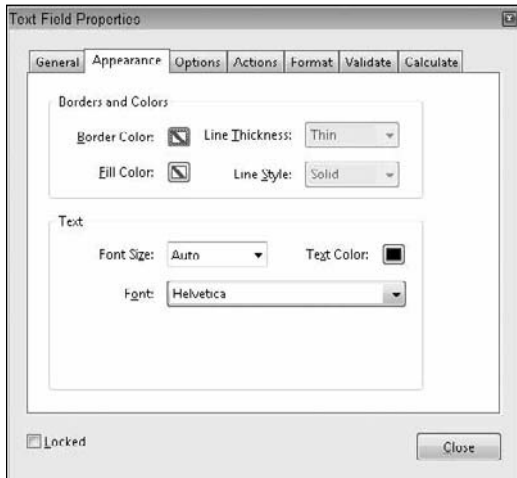 Text Field Properties
General Appearance Options Actions Format Validate Calculate
Borders and Colors
Border Color: Line Thickness: Thin
Fill Color: Line Style: Solid
Text
Font Size: Auto Text Color:
Font: Helvetica
Locked
Close